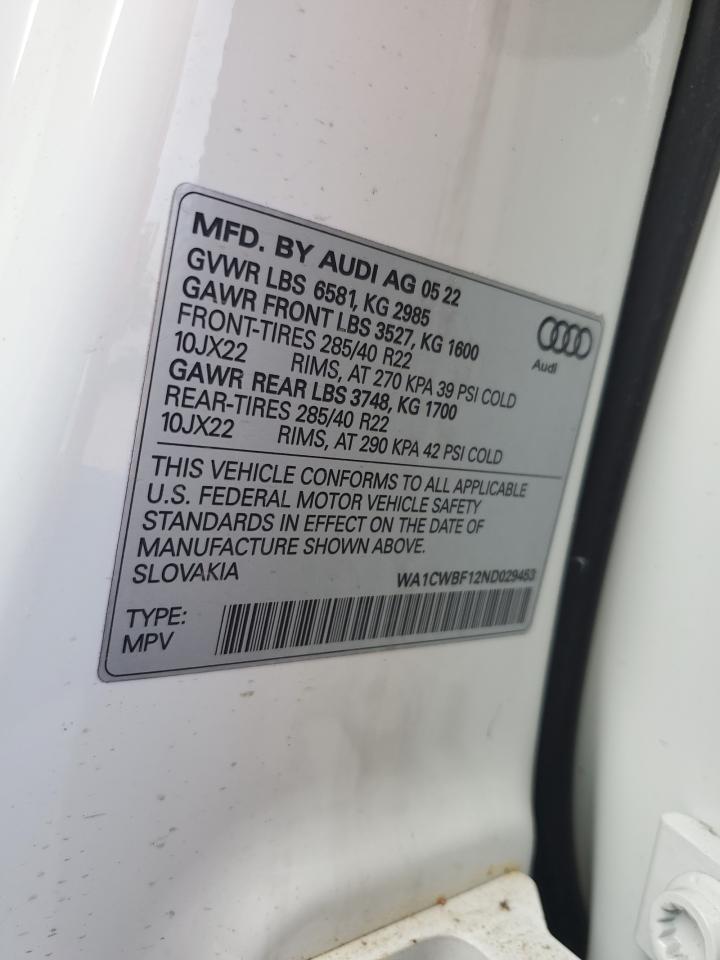 MFD. BY AUDI AG 05 22
GVWR LBS 6581, KG 2985
GAWR FRONT LBS 3527, KG 1600
FRONT-TIRES 285/40 R22
10JX22 RIMS, AT 270 KPA 39 PSI COLD
GAWR REAR LBS 3748, KG 1700
REAR-TIRES 285/40 R22
10JX22 RIMS, AT 290 KPA 42 PSI COLD
Audi
THIS VEHICLE CONFORMS TO ALL APPLICABLE
U.S. FEDERAL MOTOR VEHICLE SAFETY
STANDARDS IN EFFECT ON THE DATE OF
MANUFACTURE SHOWN ABOVE.
SLOVAKIA WA1CWBF12ND029453
TYPE:
MPV